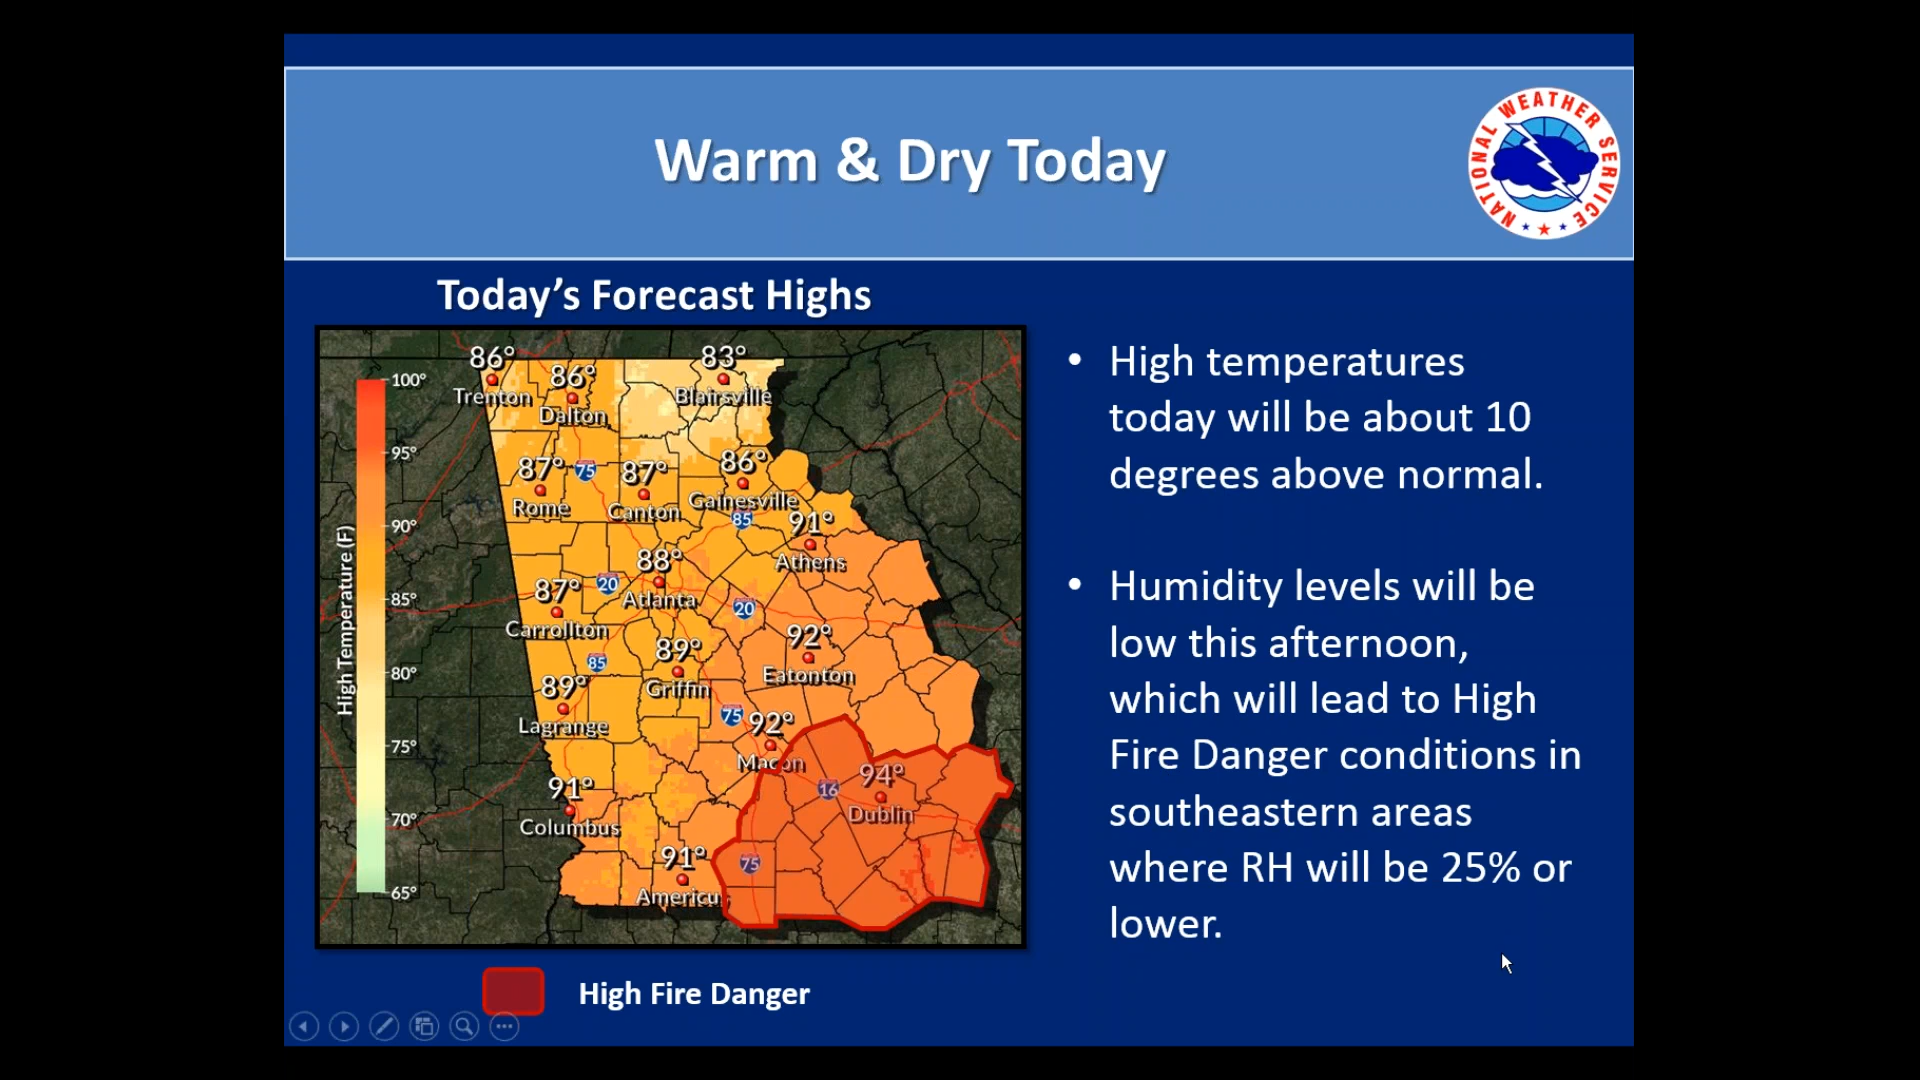 Warm & Dry Today
NATIONAL WEATHER SERVICE
Today's Forecast Highs
High Temperature (F)
100°
95°
90°
85°
80°
75°
70°
65°
86°
Trenton
86°
Dalton
83°
Blairsville
87°
Rome
75
87°
Canton
86°
Gainesville
85
91°
Athens
88°
Atlanta
20
87°
Carrollton
20
85
89°
Griffin
92°
Eatonton
89°
Lagrange
75
92°
Macon
94°
Dublin
16
91°
Columbus
91°
Americu
75
High Fire Danger
• High temperatures
today will be about 10
degrees above normal.
• Humidity levels will be
low this afternoon,
which will lead to High
Fire Danger conditions in
southeastern areas
where RH will be 25% or
lower.